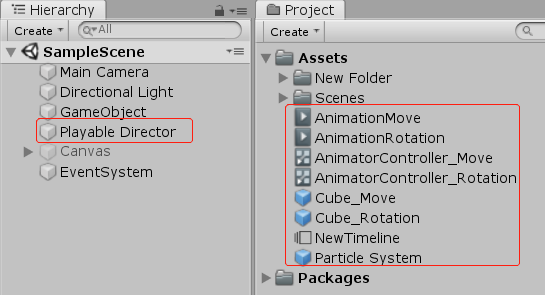 Hierarchy
Create
All
SampleScene
Main Camera
Directional Light
GameObject
Playable Director
Canvas
EventSystem
Project
Create
Assets
New Folder
Scenes
AnimationMove
AnimationRotation
AnimatorController_Move
AnimatorController_Rotation
Cube_Move
Cube_Rotation
NewTimeline
Particle System
Packages